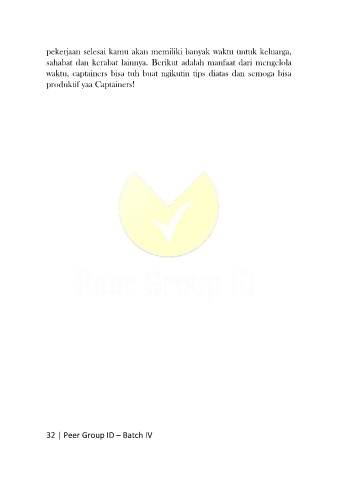 pekerjaan selesai kamu akan memiliki banyak waktu untuk keluarga,
sahabat dan kerabat lainnya. Berikut adalah manfaat dari mengelola
waktu, captainers bisa tuh buat ngikutin tips diatas dan semoga bisa
produktif yaa Captainers!
Peer Group ID
32 | Peer Group ID – Batch IV